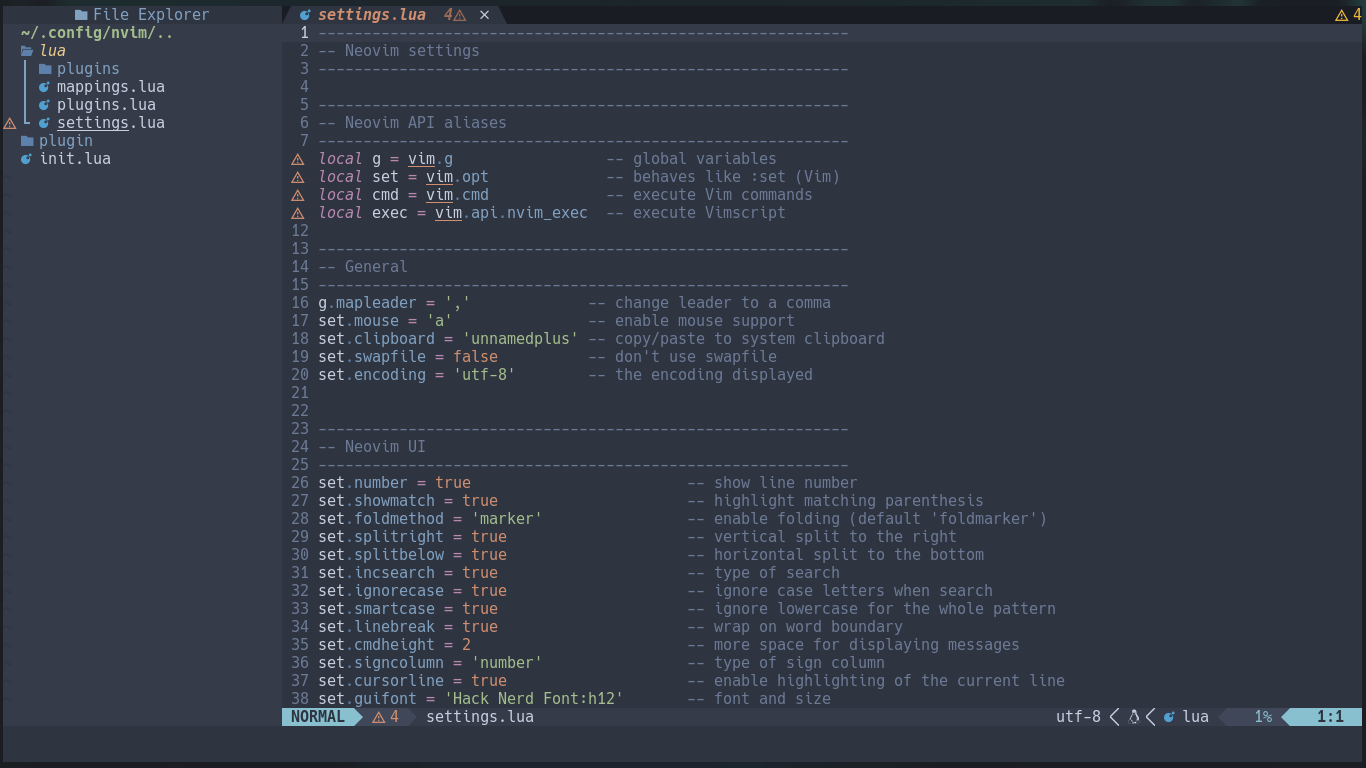 File Explorer
~/.config/nvim/..
lua
plugins
mappings.lua
plugins.lua
settings.lua
plugin
init.lua
settings.lua 4
4
1 -----------------------------------------------------------
2 -- Neovim settings
3 -----------------------------------------------------------
4
5 -----------------------------------------------------------
6 -- Neovim API aliases
7 -----------------------------------------------------------
local g = vim.g -- global variables
local set = vim.opt -- behaves like :set (Vim)
local cmd = vim.cmd -- execute Vim commands
local exec = vim.api.nvim_exec -- execute Vimscript
12
13 -----------------------------------------------------------
14 -- General
15 -----------------------------------------------------------
16 g.mapleader = ',' -- change leader to a comma
17 set.mouse = 'a' -- enable mouse support
18 set.clipboard = 'unnamedplus' -- copy/paste to system clipboard
19 set.swapfile = false -- don't use swapfile
20 set.encoding = 'utf-8' -- the encoding displayed
21
22
23 -----------------------------------------------------------
24 -- Neovim UI
25 -----------------------------------------------------------
26 set.number = true -- show line number
27 set.showmatch = true -- highlight matching parenthesis
28 set.foldmethod = 'marker' -- enable folding (default 'foldmarker')
29 set.splitright = true -- vertical split to the right
30 set.splitbelow = true -- horizontal split to the bottom
31 set.incsearch = true -- type of search
32 set.ignorecase = true -- ignore case letters when search
33 set.smartcase = true -- ignore lowercase for the whole pattern
34 set.linebreak = true -- wrap on word boundary
35 set.cmdheight = 2 -- more space for displaying messages
36 set.signcolumn = 'number' -- type of sign column
37 set.cursorline = true -- enable highlighting of the current line
38 set.guifont = 'Hack Nerd Font:h12' -- font and size
NORMAL 4 settings.lua utf-8 lua 1% 1:1